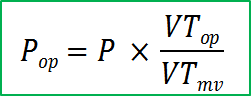 P_op = P × VT_op / VT_mv